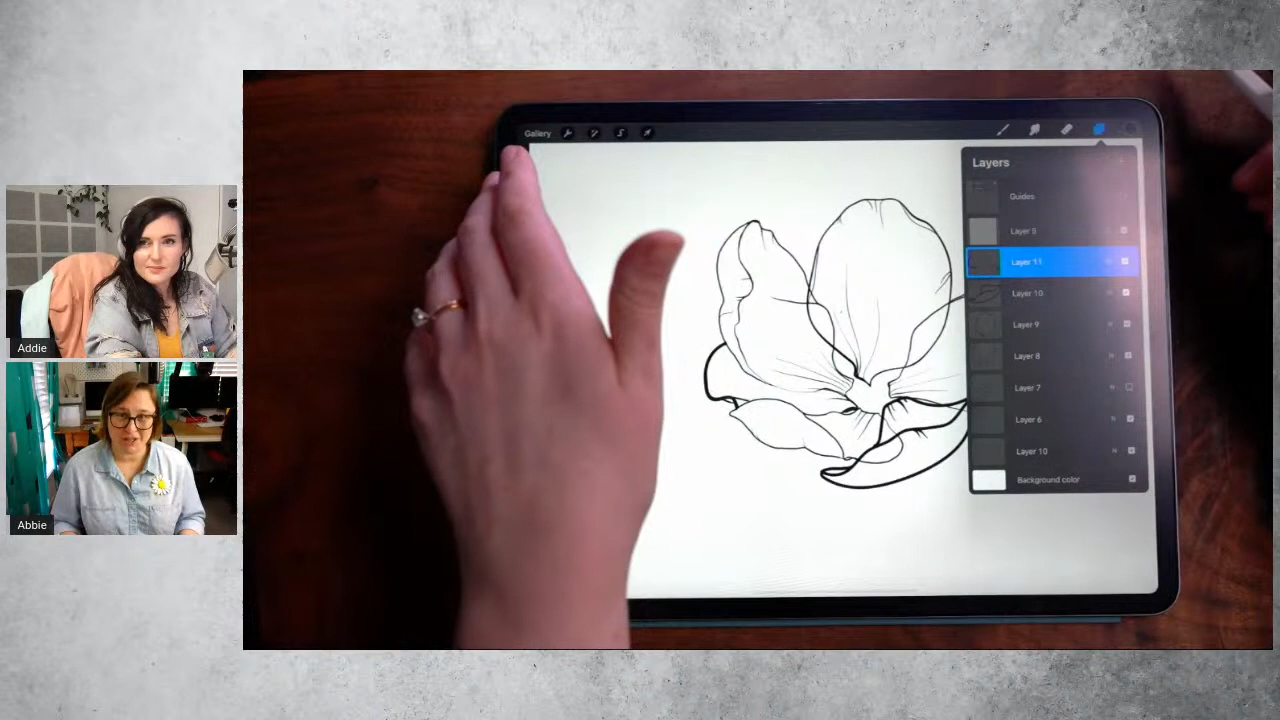 Gallery
Layers
Guides
Layer 5
Layer 11
Layer 10
Layer 9
Layer 8
Layer 7
N
Layer 6
N
Layer 10
N
Background color
Addie
Abbie